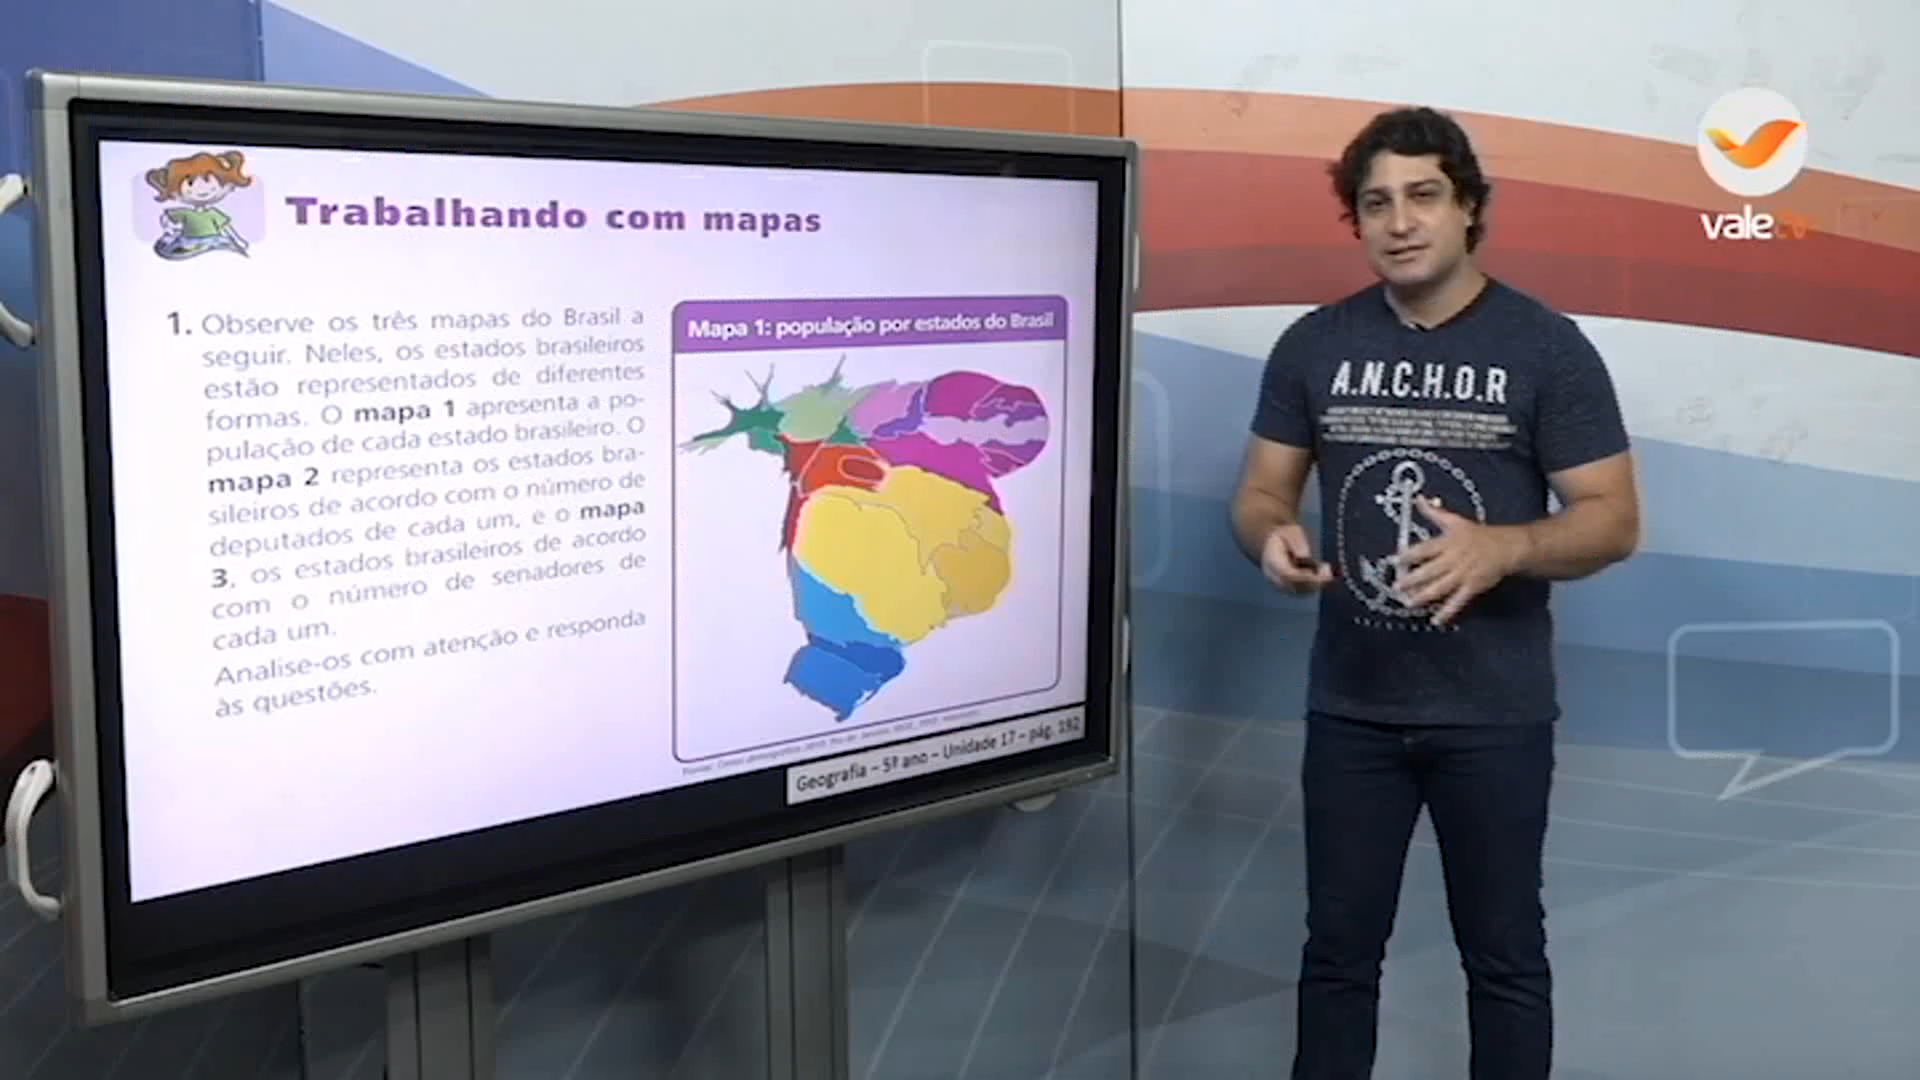 Trabalhando com mapas
1. Observe os três mapas do Brasil a
seguir. Neles, os estados brasileiros
estão representados de diferentes
formas. O mapa 1 apresenta a po-
pulação de cada estado brasileiro. O
mapa 2 representa os estados bra-
sileiros de acordo com o número de
deputados de cada um, e o mapa
3, os estados brasileiros de acordo
com o número de senadores de
cada um.
Analise-os com atenção e responda
às questões.
Mapa 1: população por estados do Brasil
Geografia – 5º ano – Unidade 17 – pág. 192
valetv
A.N.C.H.O.R